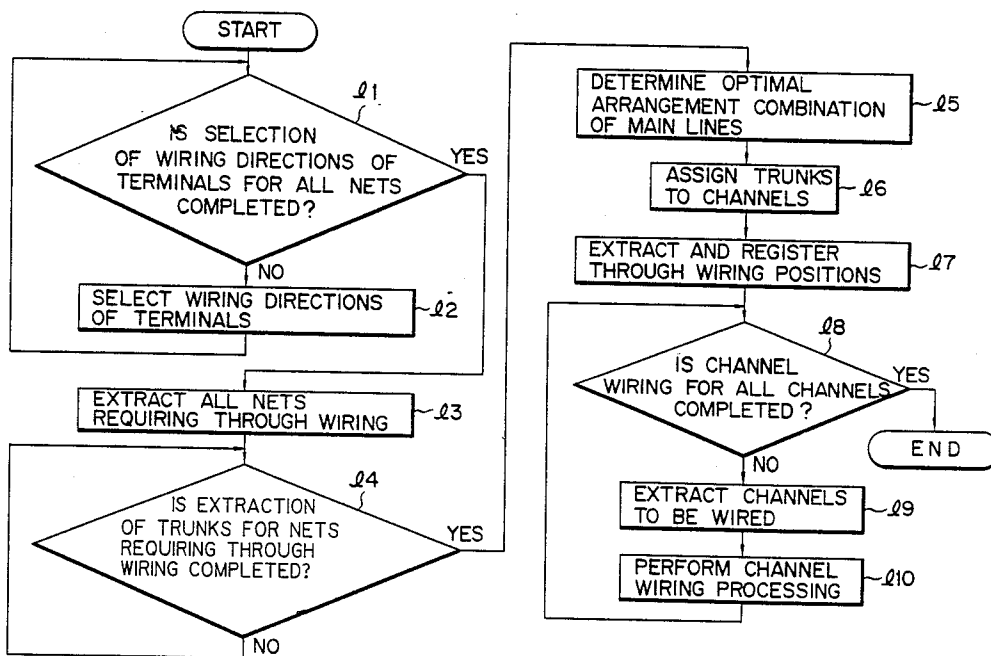 START
ℓ1
IS SELECTION
OF WIRING DIRECTIONS OF
TERMINALS FOR ALL NETS
COMPLETED?
YES
NO
SELECT WIRING DIRECTIONS
OF TERMINALS
ℓ2
EXTRACT ALL NETS
REQUIRING THROUGH WIRING
ℓ3
ℓ4
IS EXTRACTION
OF TRUNKS FOR NETS
REQUIRING THROUGH
WIRING COMPLETED?
YES
NO
DETERMINE OPTIMAL
ARRANGEMENT COMBINATION
OF MAIN LINES
ℓ5
ASSIGN TRUNKS
TO CHANNELS
ℓ6
EXTRACT AND REGISTER
THROUGH WIRING POSITIONS
ℓ7
ℓ8
IS CHANNEL
WIRING FOR ALL CHANNELS
COMPLETED?
YES
END
NO
EXTRACT CHANNELS
TO BE WIRED
ℓ9
PERFORM CHANNEL
WIRING PROCESSING
ℓ10